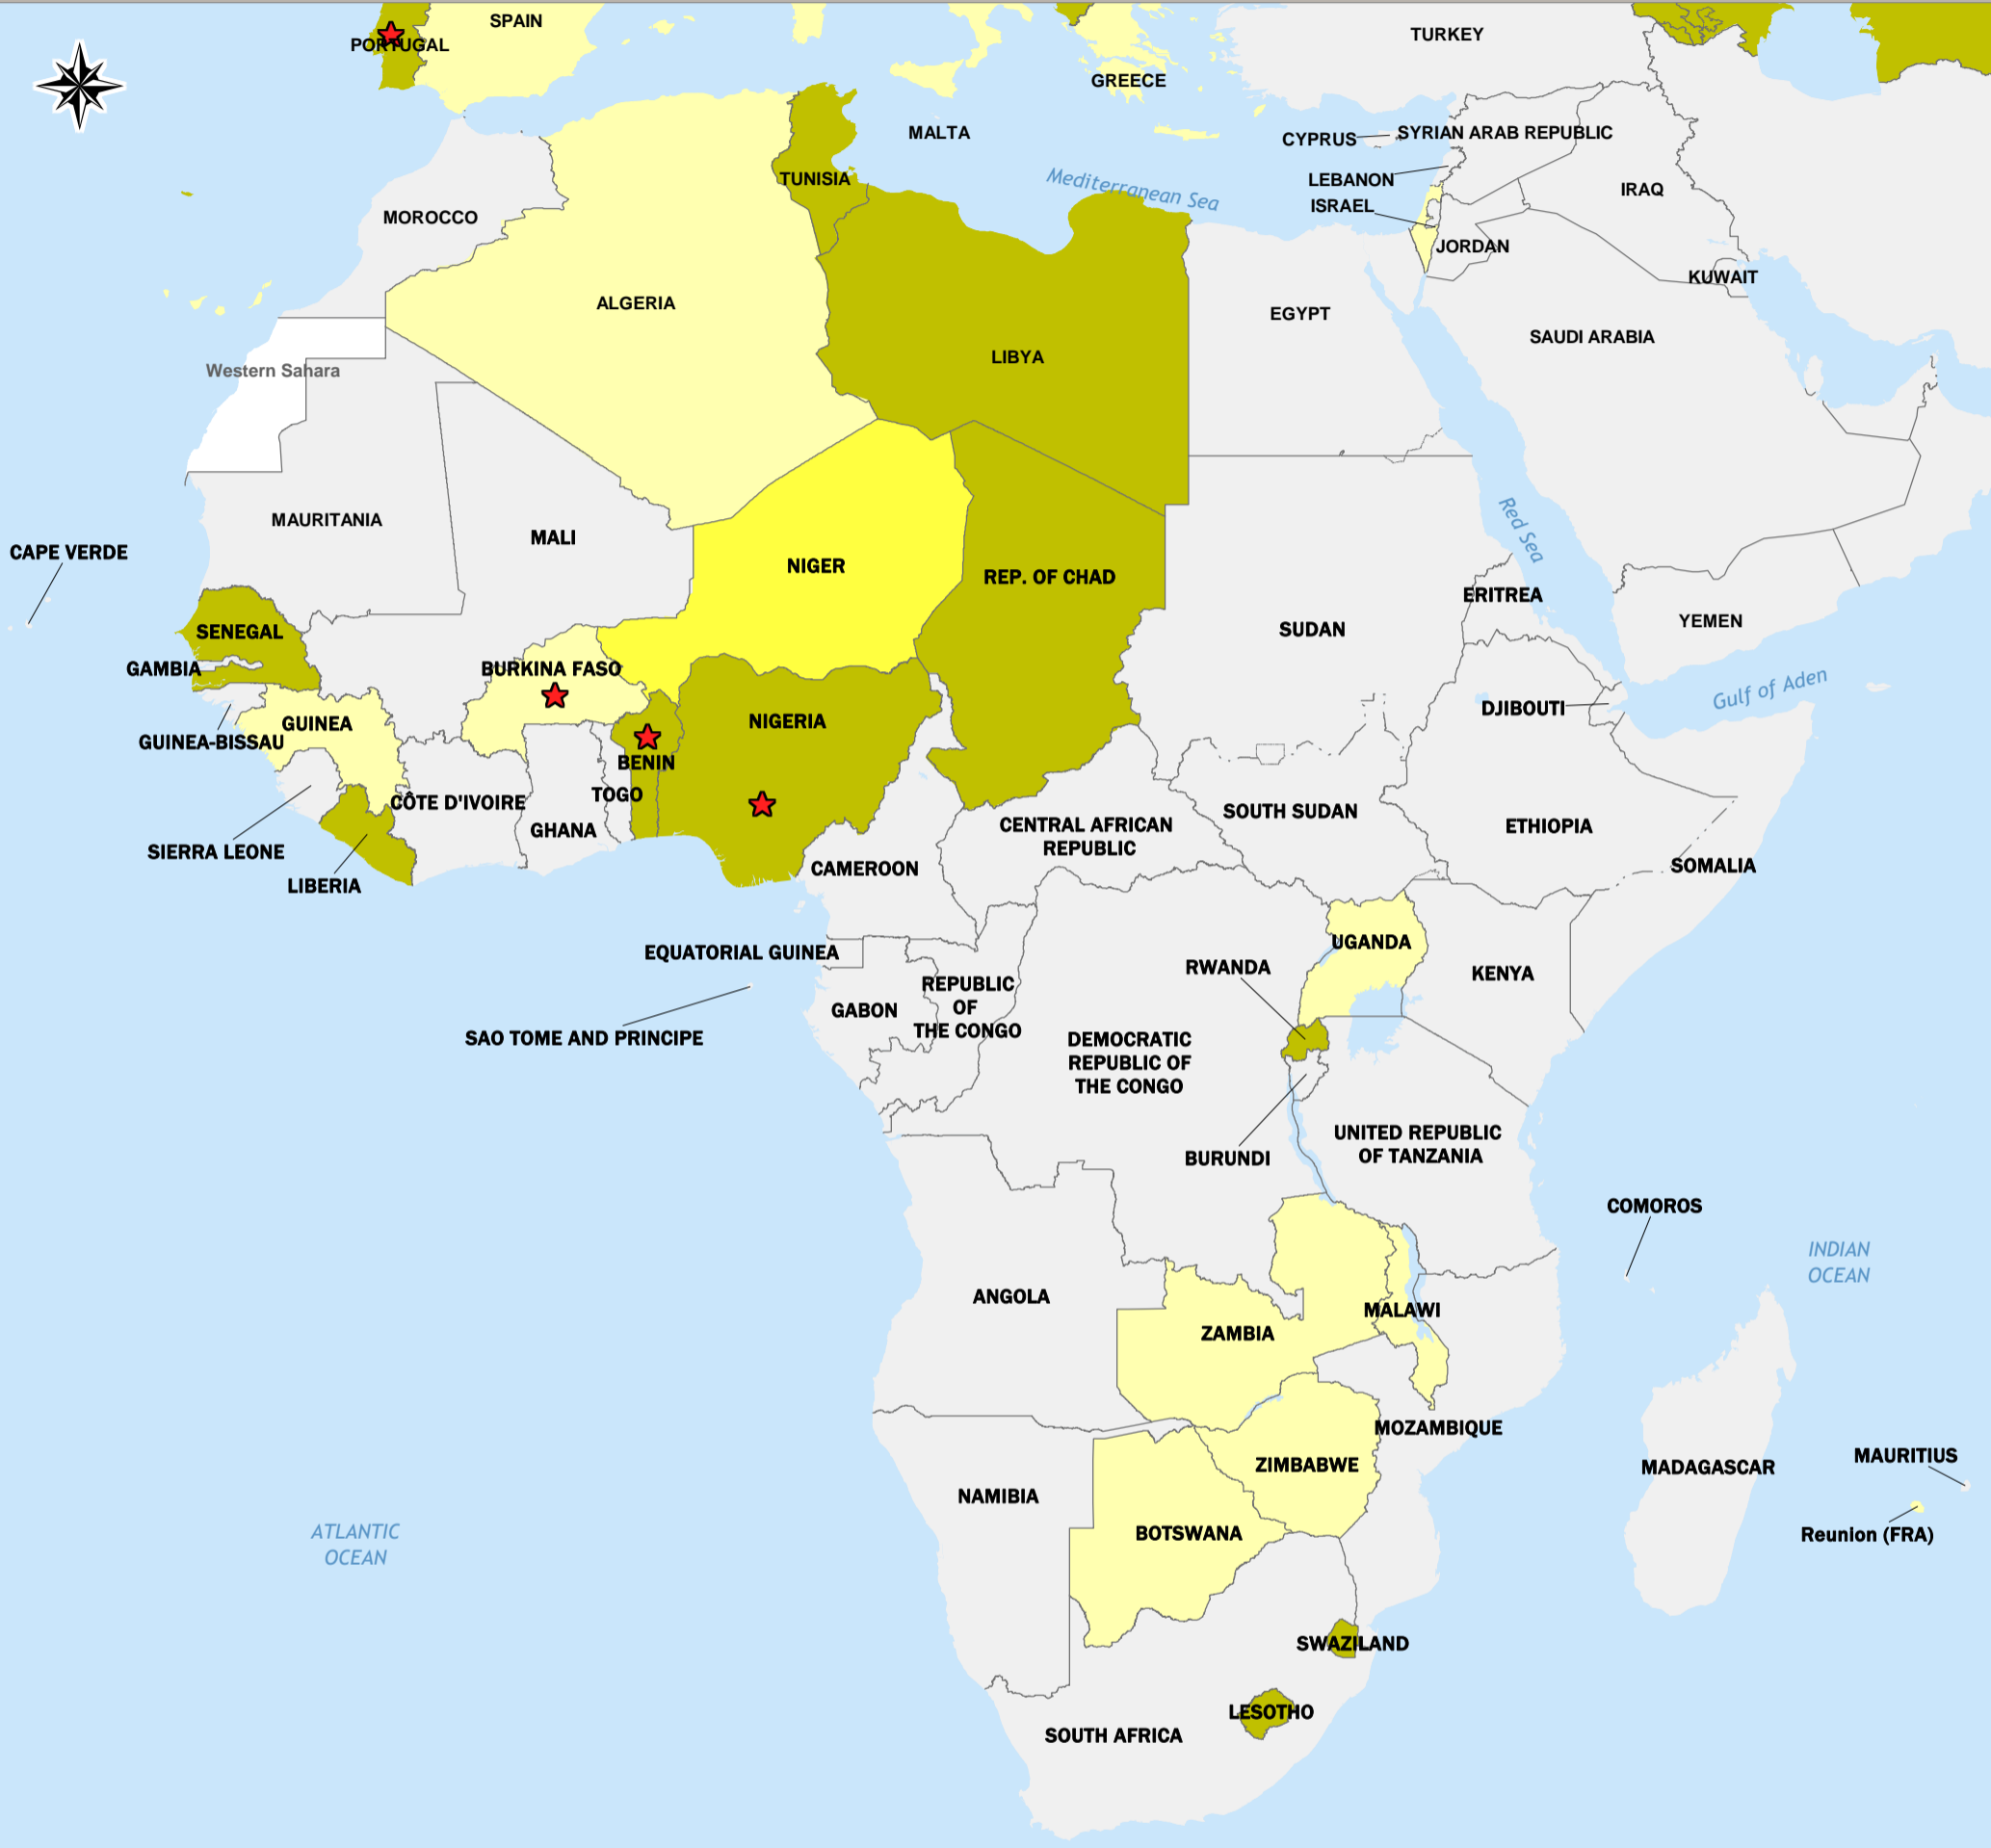 SPAIN
PORTUGAL
TURKEY
GREECE
MALTA
CYPRUS
SYRIAN ARAB REPUBLIC
TUNISIA
LEBANON
Mediterranean Sea
IRAQ
ISRAEL
MOROCCO
JORDAN
KUWAIT
ALGERIA
EGYPT
SAUDI ARABIA
LIBYA
Western Sahara
MAURITANIA
MALI
Red Sea
CAPE VERDE
NIGER
REP. OF CHAD
ERITREA
YEMEN
SENEGAL
SUDAN
GAMBIA
BURKINA FASO
Gulf of Aden
DJIBOUTI
GUINEA
NIGERIA
GUINEA-BISSAU
BENIN
TOGO
CÔTE D'IVOIRE
SOUTH SUDAN
CENTRAL AFRICAN
REPUBLIC
ETHIOPIA
GHANA
SIERRA LEONE
SOMALIA
CAMEROON
LIBERIA
UGANDA
EQUATORIAL GUINEA
RWANDA
KENYA
REPUBLIC
OF
THE CONGO
GABON
SAO TOME AND PRINCIPE
DEMOCRATIC
REPUBLIC OF
THE CONGO
UNITED REPUBLIC
OF TANZANIA
BURUNDI
COMOROS
INDIAN
OCEAN
ANGOLA
MALAWI
ZAMBIA
MOZAMBIQUE
MAURITIUS
ZIMBABWE
MADAGASCAR
NAMIBIA
ATLANTIC
OCEAN
BOTSWANA
Reunion (FRA)
SWAZILAND
LESOTHO
SOUTH AFRICA